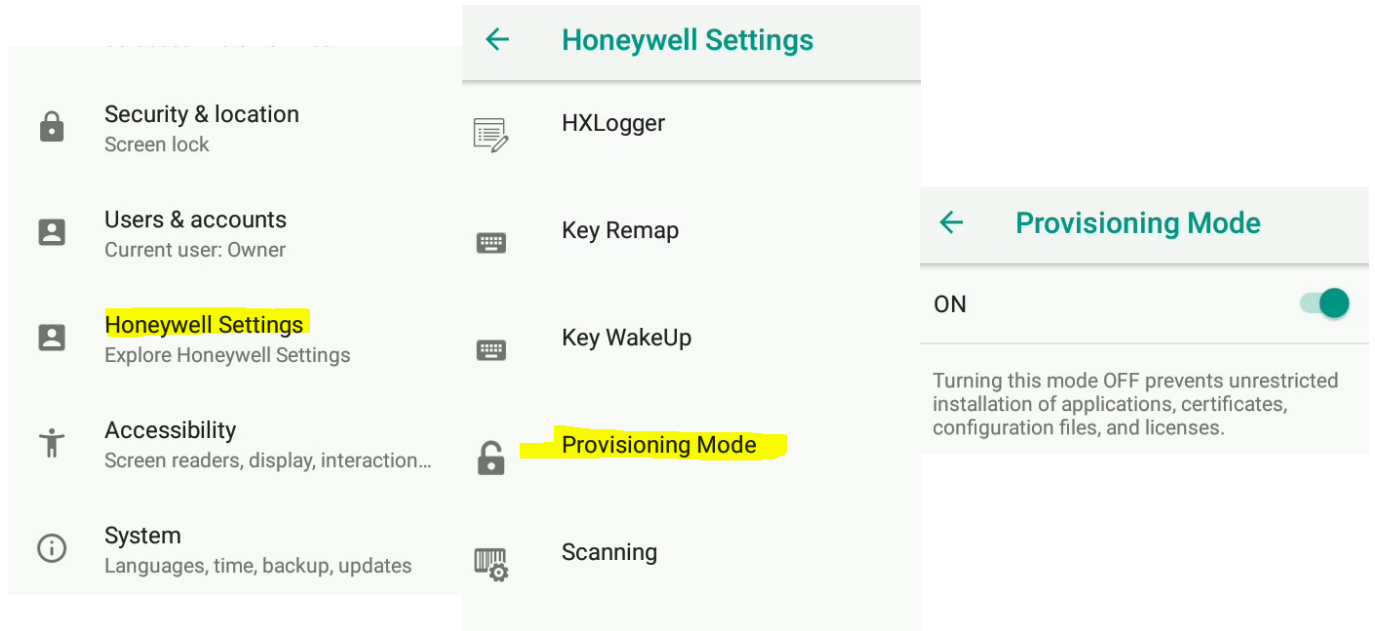 Security & location
Screen lock
Users & accounts
Current user: Owner
Honeywell Settings
Explore Honeywell Settings
Accessibility
Screen readers, display, interaction...
System
Languages, time, backup, updates
Honeywell Settings
HXLogger
Key Remap
Key WakeUp
Provisioning Mode
Scanning
Provisioning Mode
ON
Turning this mode OFF prevents unrestricted
installation of applications, certificates,
configuration files, and licenses.